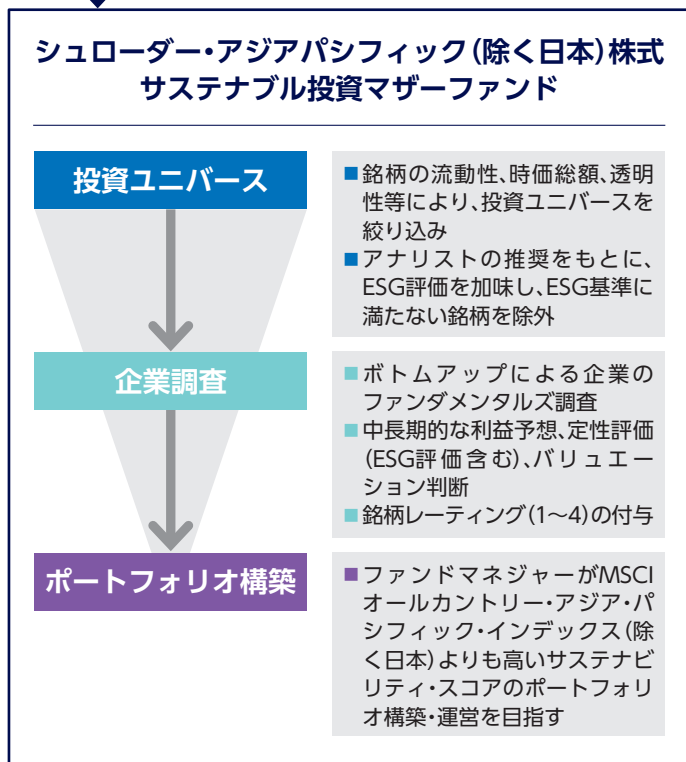 シュローダー・アジアパシフィック(除く日本)株式
サステナブル投資マザーファンド
投資ユニバース
■銘柄の流動性、時価総額、透明
性等により、投資ユニバースを
絞り込み
■アナリストの推奨をもとに、
ESG評価を加味し、ESG基準に
満たない銘柄を除外
企業調査
■ボトムアップによる企業の
ファンダメンタルズ調査
■中長期的な利益予想、定性評価
(ESG評価含む)、バリュエー
ション判断
■銘柄レーティング(1～4)の付与
ポートフォリオ構築
■ファンドマネジャーがMSCI
オールカントリー・アジア・パ
シフィック・インデックス(除
く日本)よりも高いサステナビ
リティ・スコアのポートフォリ
オ構築・運営を目指す